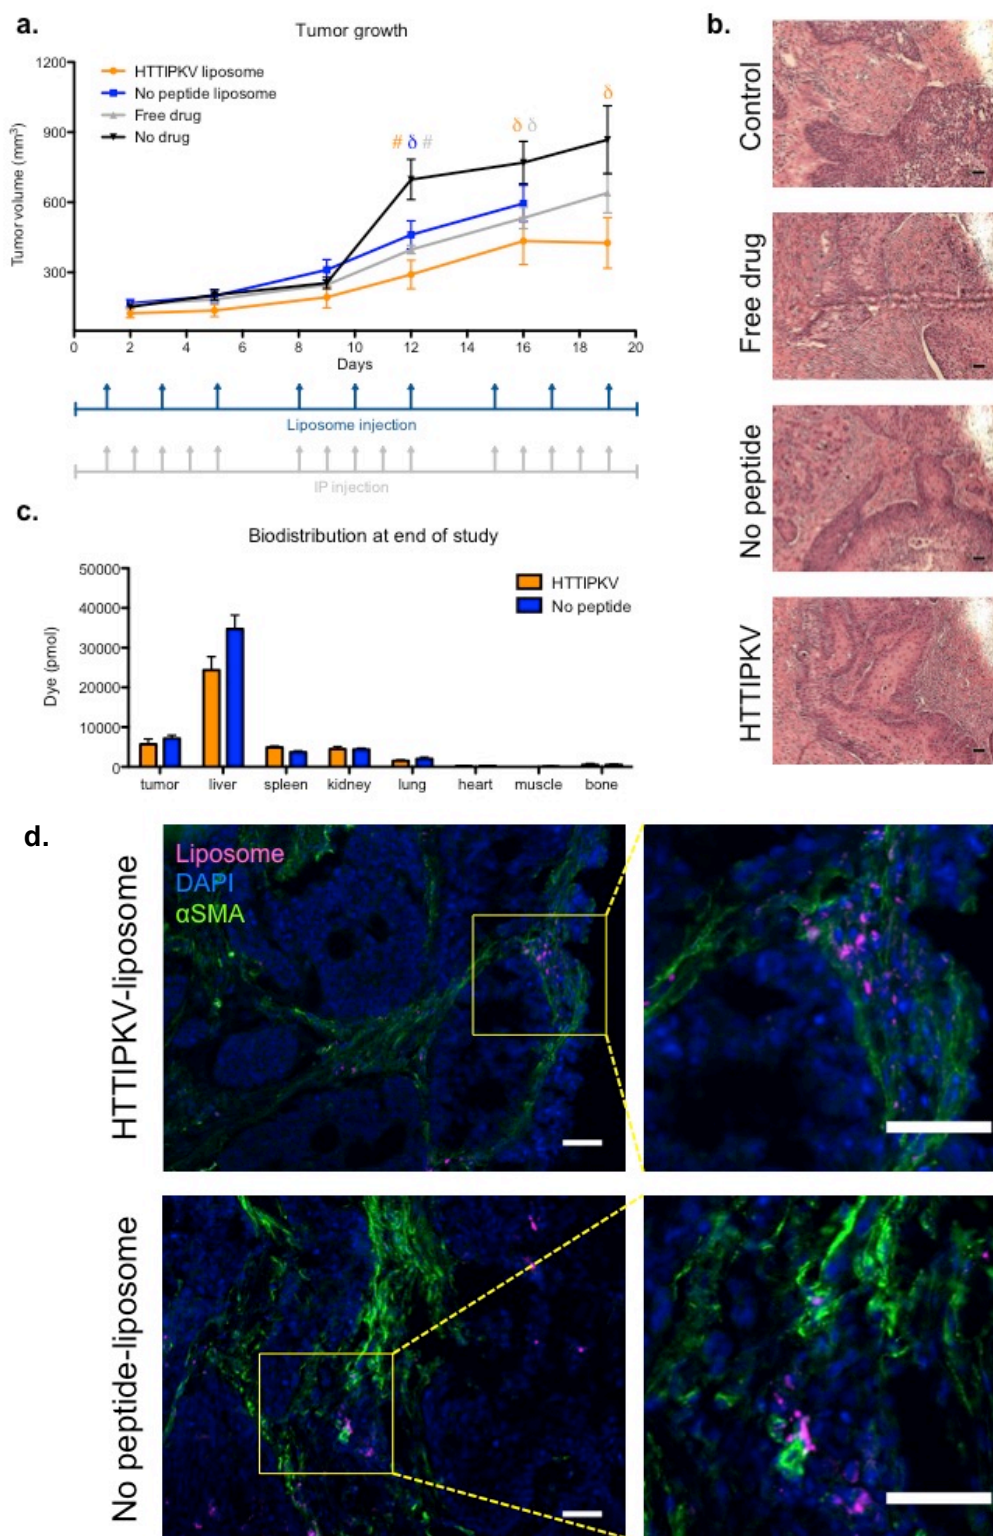 a.
Tumor growth
1200
900
600
300
Tumor volume (mm³)
HTTIPKV liposome
No peptide liposome
Free drug
No drug
# δ #
δ δ
δ
0 2 4 6 8 10 12 14 16 18 20
Days
Liposome injection
IP injection
b.
Control
Free drug
No peptide
HTTIPKV
c.
Biodistribution at end of study
50000
40000
30000
20000
10000
0
Dye (pmol)
HTTIPKV
No peptide
tumor liver spleen kidney lung heart muscle bone
d.
HTTIPKV-liposome
Liposome
DAPI
αSMA
No peptide-liposome